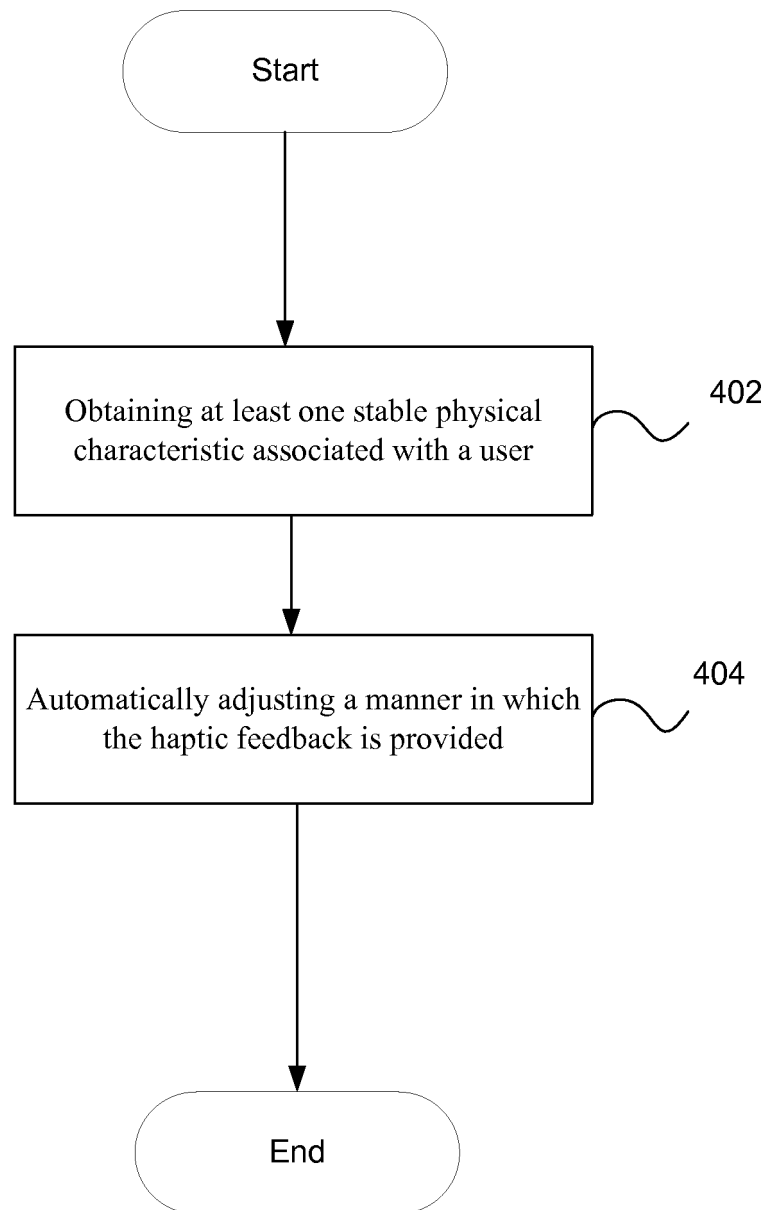 Start
Obtaining at least one stable physical
characteristic associated with a user
402
Automatically adjusting a manner in which
the haptic feedback is provided
404
End